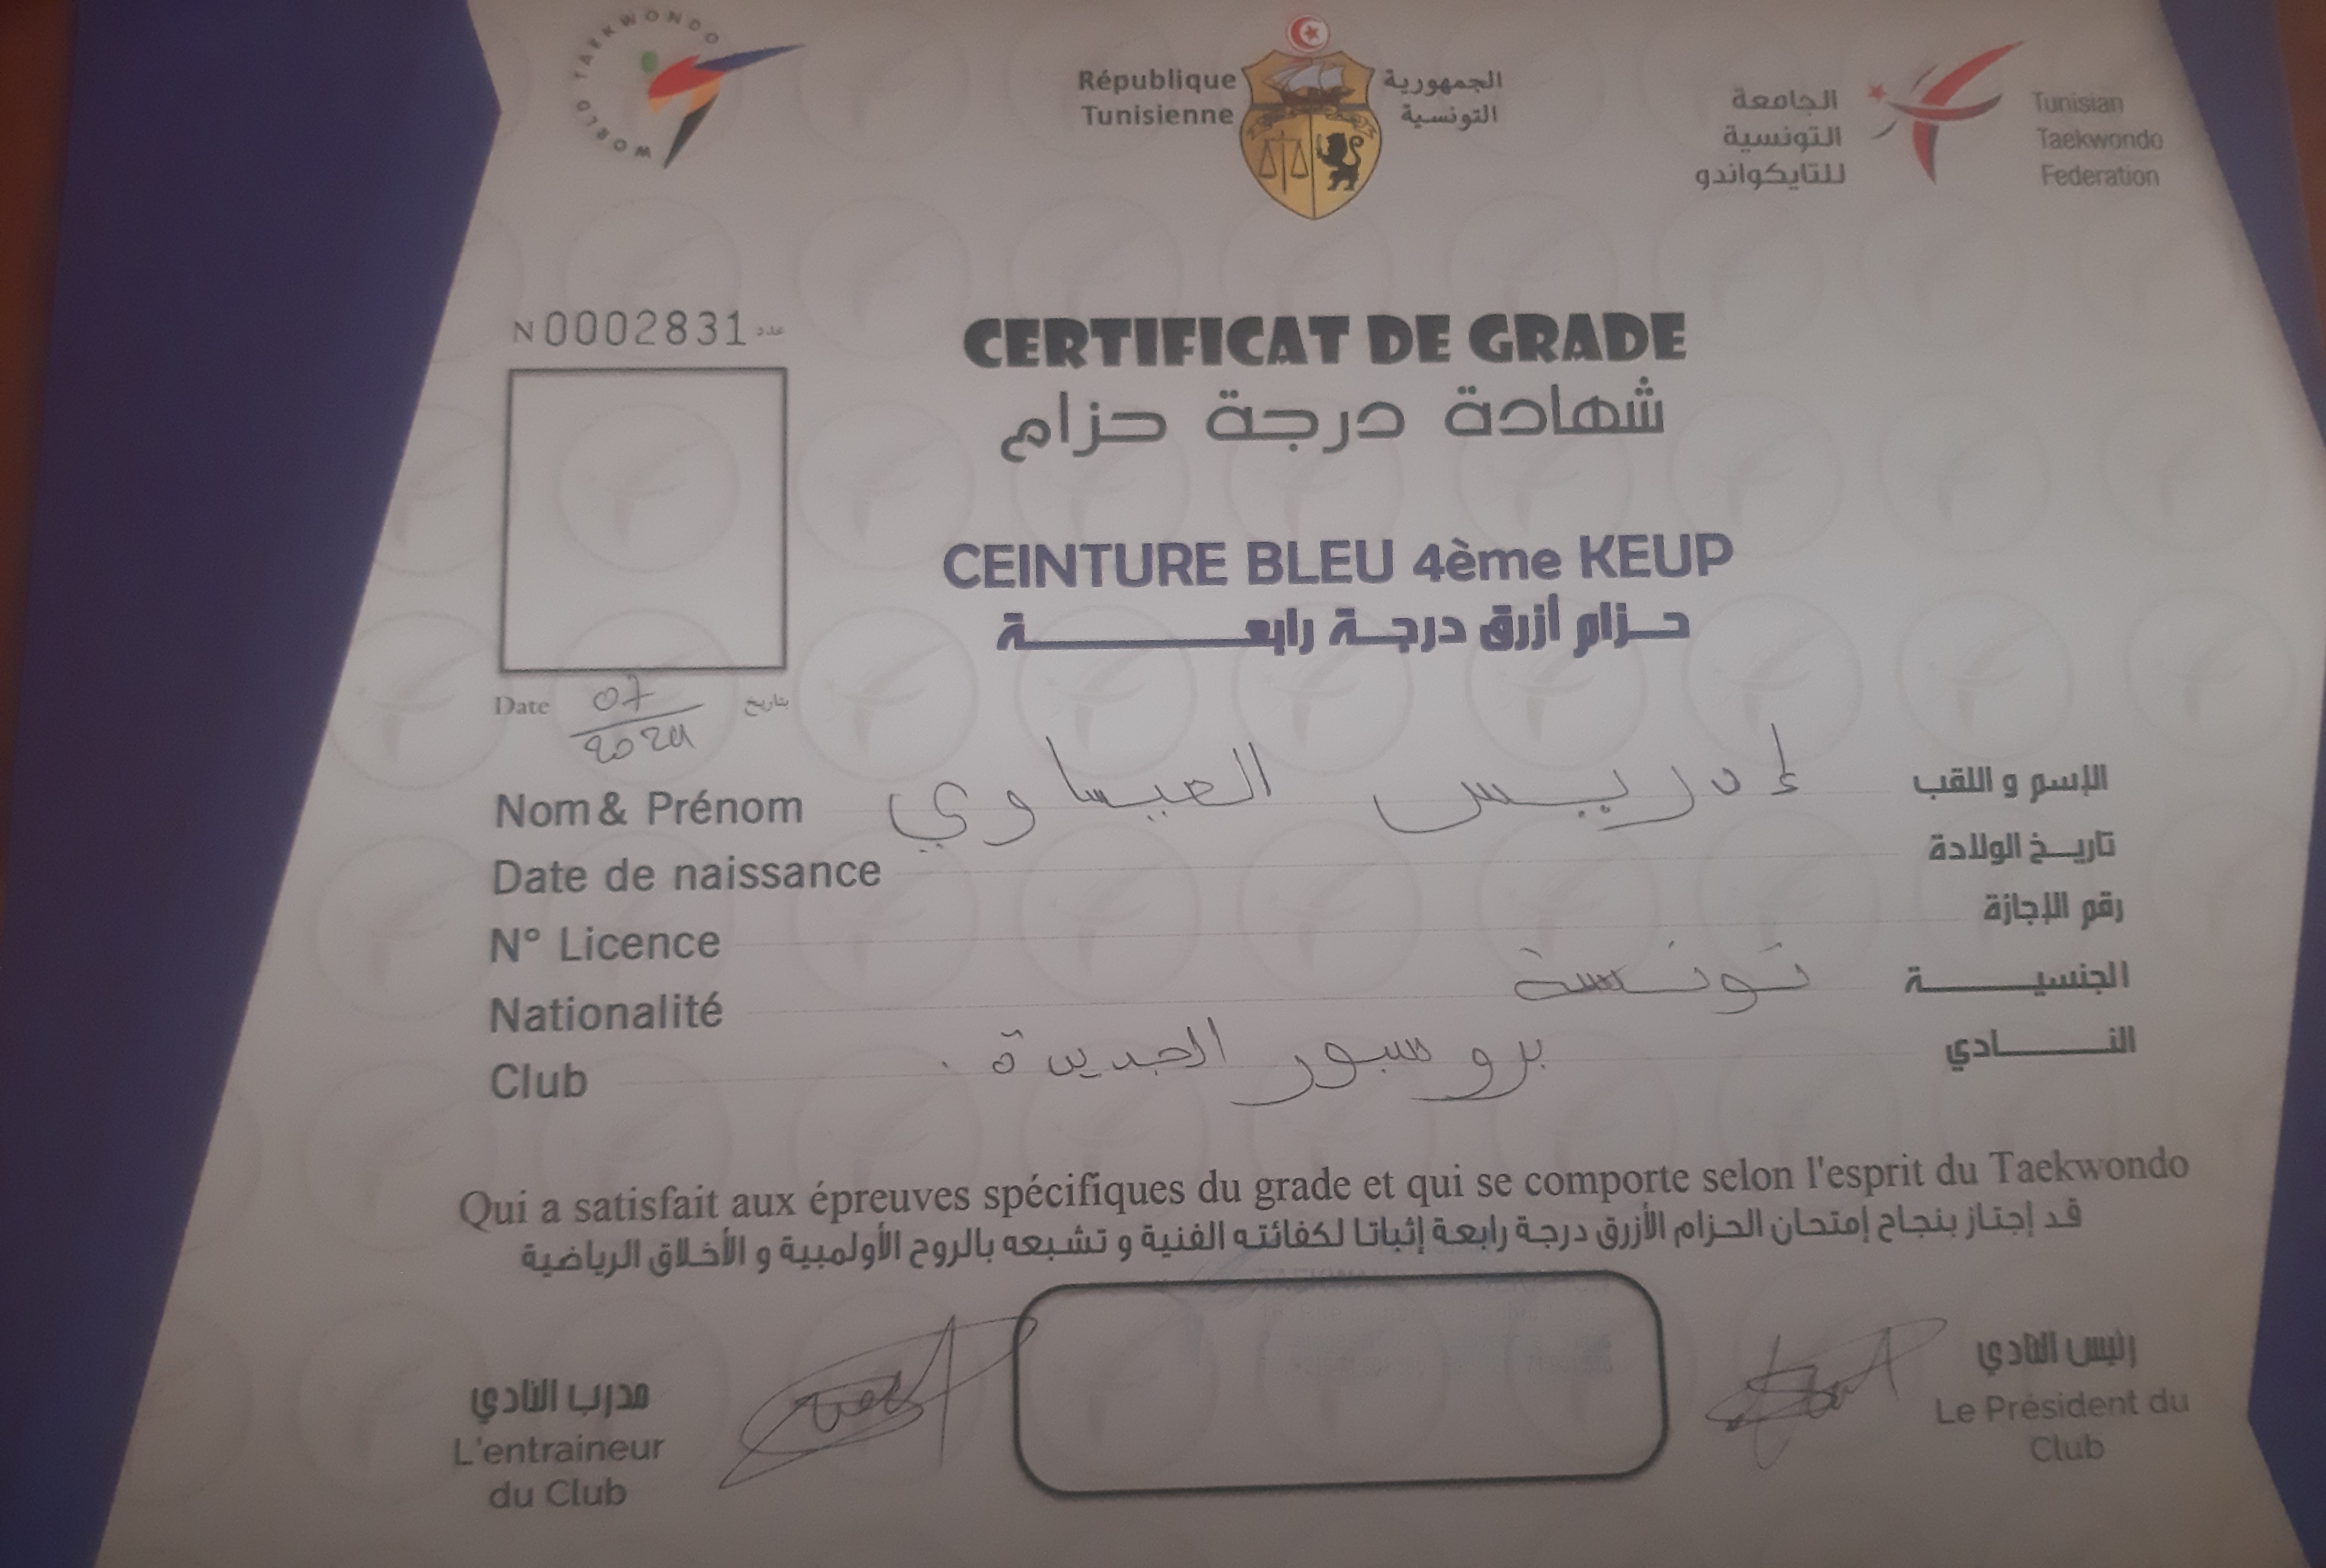 WORLD TAEKWONDO
République Tunisienne
الجمهورية التونسية
الجامعة التونسية للتايكواندو
Tunisian Taekwondo Federation
N 0002831 عدد
CERTIFICAT DE GRADE
شهادة درجة حزام
CEINTURE BLEU 4ème KEUP
حزام أزرق درجة رابعة
Date 07/2024 بتاريخ
Nom & Prénom إدريس العيساوي الإسم و اللقب
Date de naissance تاريخ الولادة
N° Licence رقم الإجازة
Nationalité تونسية الجنسية
Club بروسبور الجديدة النادي
Qui a satisfait aux épreuves spécifiques du grade et qui se comporte selon l'esprit du Taekwondo
قد إجتاز بنجاح إمتحان الحزام الأزرق درجة رابعة إثباتا لكفائته الفنية و تشبعه بالروح الأولمبية و الأخلاق الرياضية
مدرب النادي
L'entraineur
du Club
رئيس النادي
Le Président du
Club